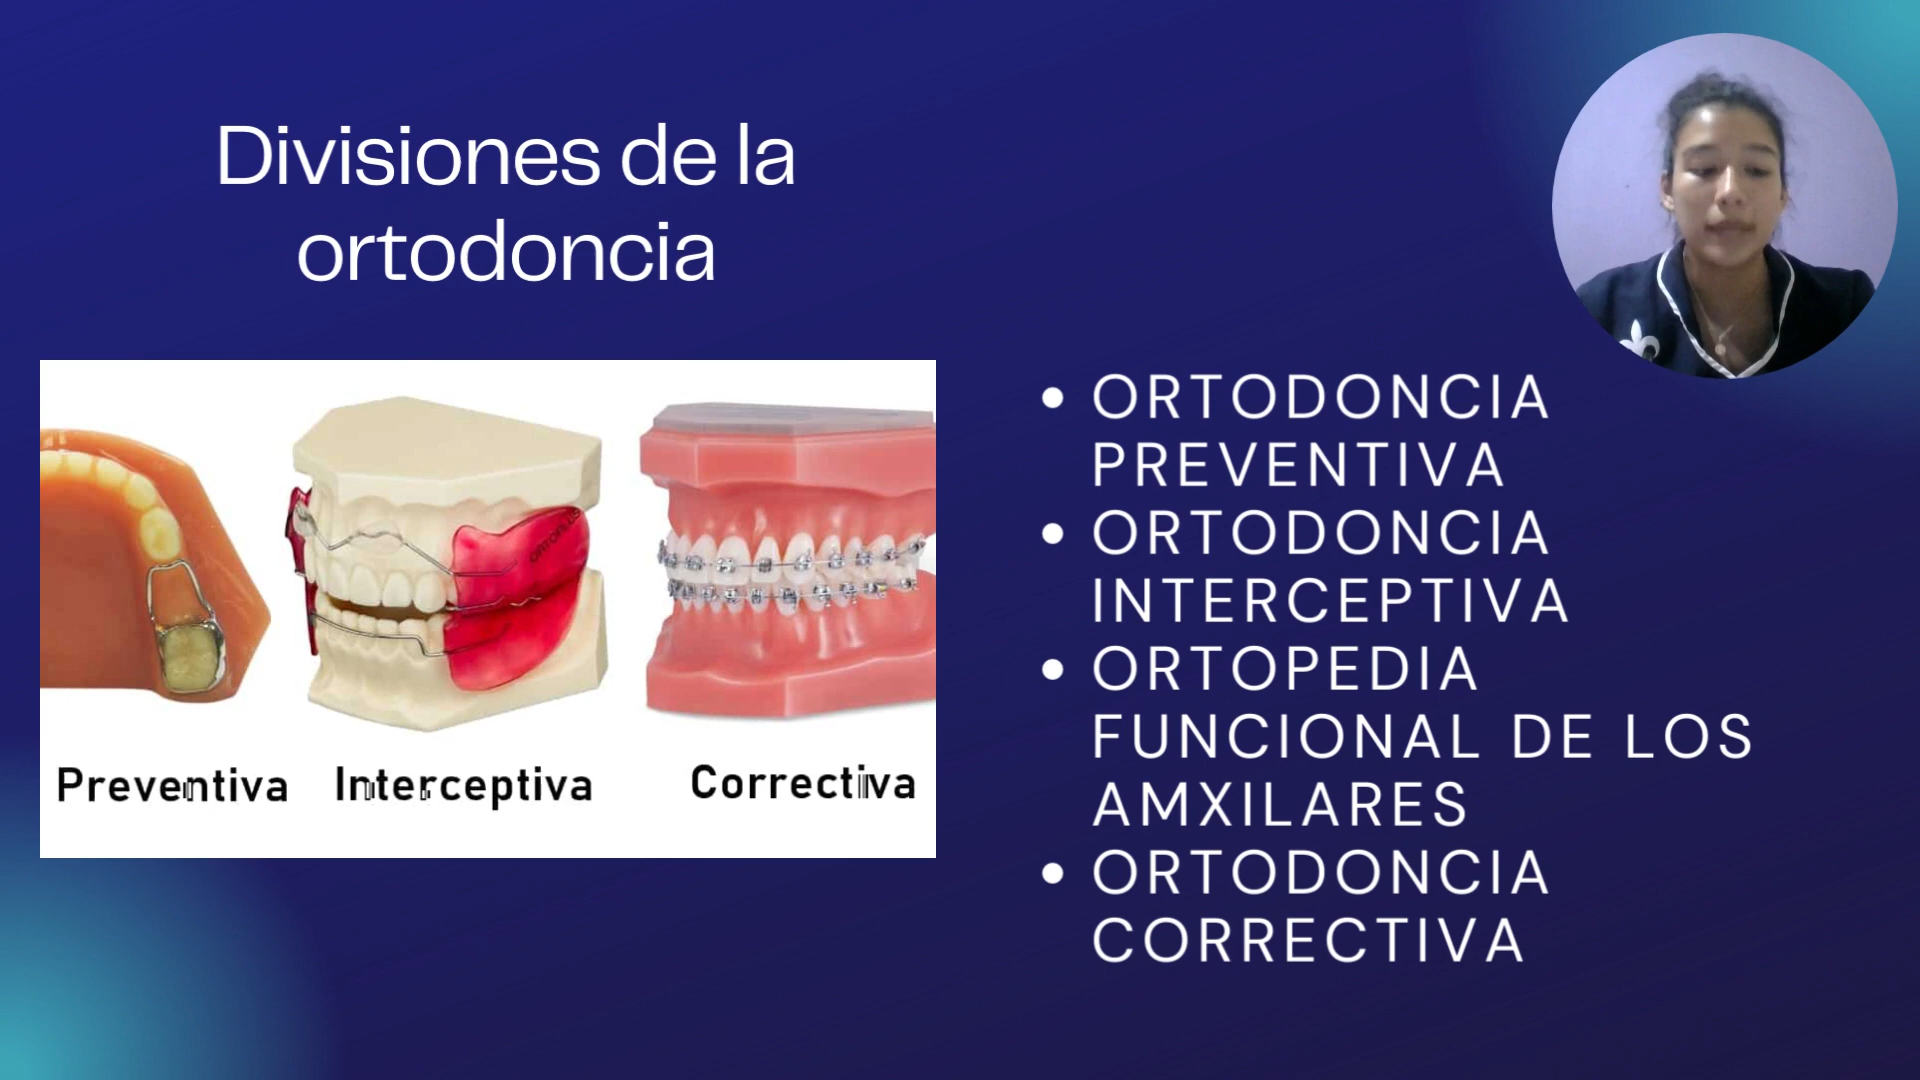 Divisiones de la
ortodoncia
Preventiva
Interceptiva
Correctiva
• ORTODONCIA
PREVENTIVA
• ORTODONCIA
INTERCEPTIVA
• ORTOPEDIA
FUNCIONAL DE LOS
AMXILARES
• ORTODONCIA
CORRECTIVA